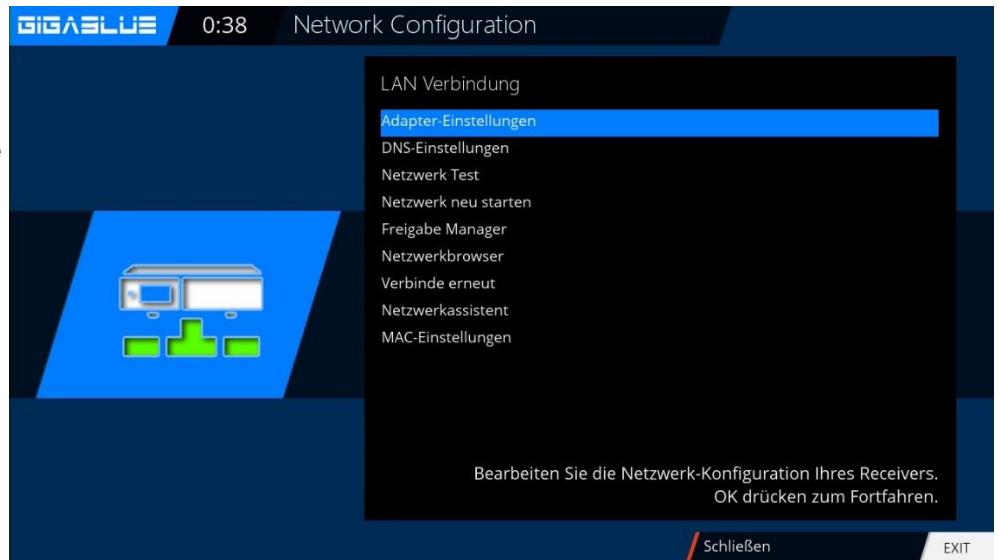 GIGABLUE 0:38 Network Configuration
LAN Verbindung
Adapter-Einstellungen
DNS-Einstellungen
Netzwerk Test
Netzwerk neu starten
Freigabe Manager
Netzwerkbrowser
Verbinde erneut
Netzwerkassistent
MAC-Einstellungen
Bearbeiten Sie die Netzwerk-Konfiguration Ihres Receivers.
OK drücken zum Fortfahren.
Schließen EXIT